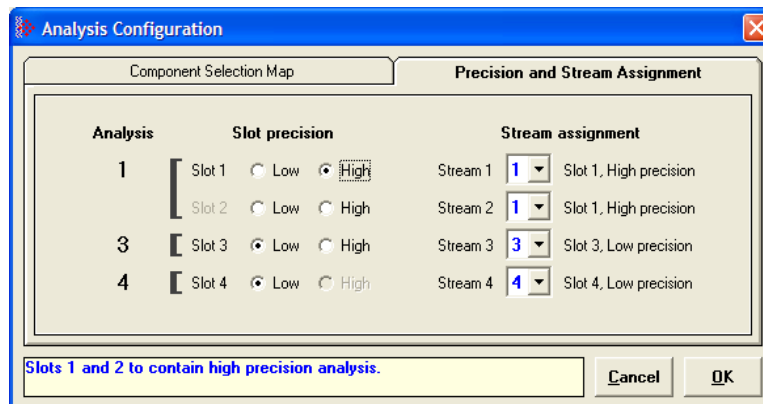 Analysis Configuration
Component Selection Map Precision and Stream Assignment
Analysis Slot precision Stream assignment
1 Slot 1 Low High Stream 1 1 Slot 1, High precision
Slot 2 Low High Stream 2 1 Slot 1, High precision
3 Slot 3 Low High Stream 3 3 Slot 3, Low precision
4 Slot 4 Low High Stream 4 4 Slot 4, Low precision
Slots 1 and 2 to contain high precision analysis.
Cancel OK